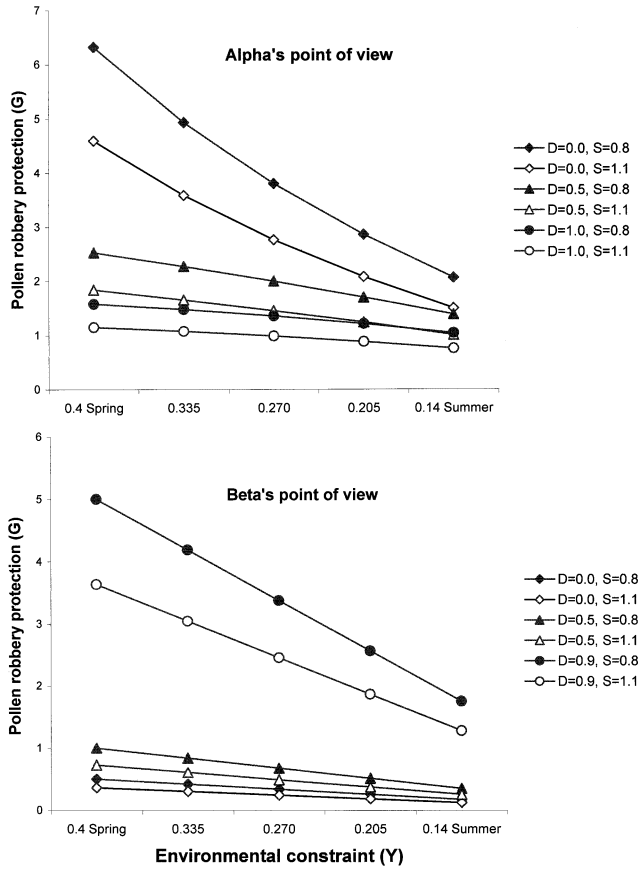 Alpha's point of view
Pollen robbery protection (G)
7
6
5
4
3
2
1
0
0.4 Spring
0.335
0.270
0.205
0.14 Summer
D=0.0, S=0.8
D=0.0, S=1.1
D=0.5, S=0.8
D=0.5, S=1.1
D=1.0, S=0.8
D=1.0, S=1.1
Beta's point of view
Pollen robbery protection (G)
6
5
4
3
2
1
0
0.4 Spring
0.335
0.270
0.205
0.14 Summer
D=0.0, S=0.8
D=0.0, S=1.1
D=0.5, S=0.8
D=0.5, S=1.1
D=0.9, S=0.8
D=0.9, S=1.1
Environmental constraint (Y)